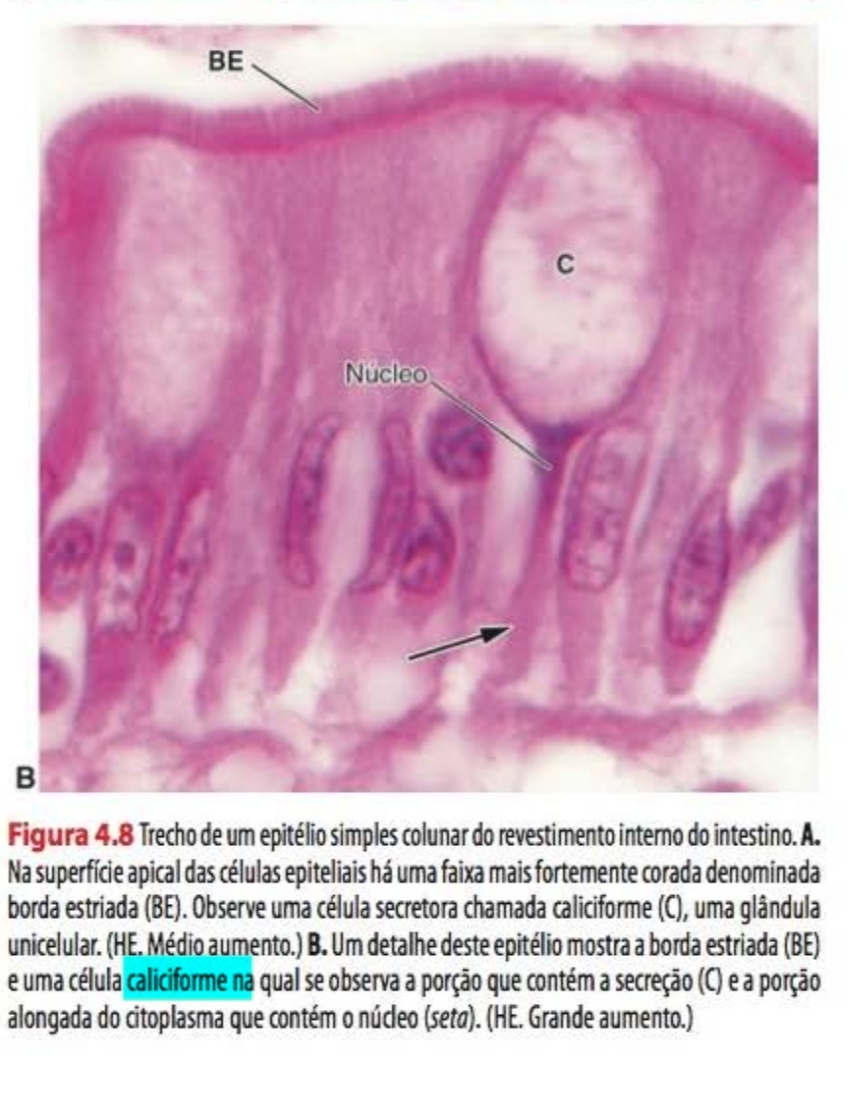 BE
C
Núcleo
B
Figura 4.8 Trecho de um epitélio simples colunar do revestimento interno do intestino. A.
Na superfície apical das células epiteliais há uma faixa mais fortemente corada denominada
borda estriada (BE). Observe uma célula secretora chamada caliciforme (C), uma glândula
unicelular. (HE. Médio aumento.) B. Um detalhe deste epitélio mostra a borda estriada (BE)
e uma célula caliciforme na qual se observa a porção que contém a secreção (C) e a porção
alongada do citoplasma que contém o núcleo (seta). (HE. Grande aumento.)